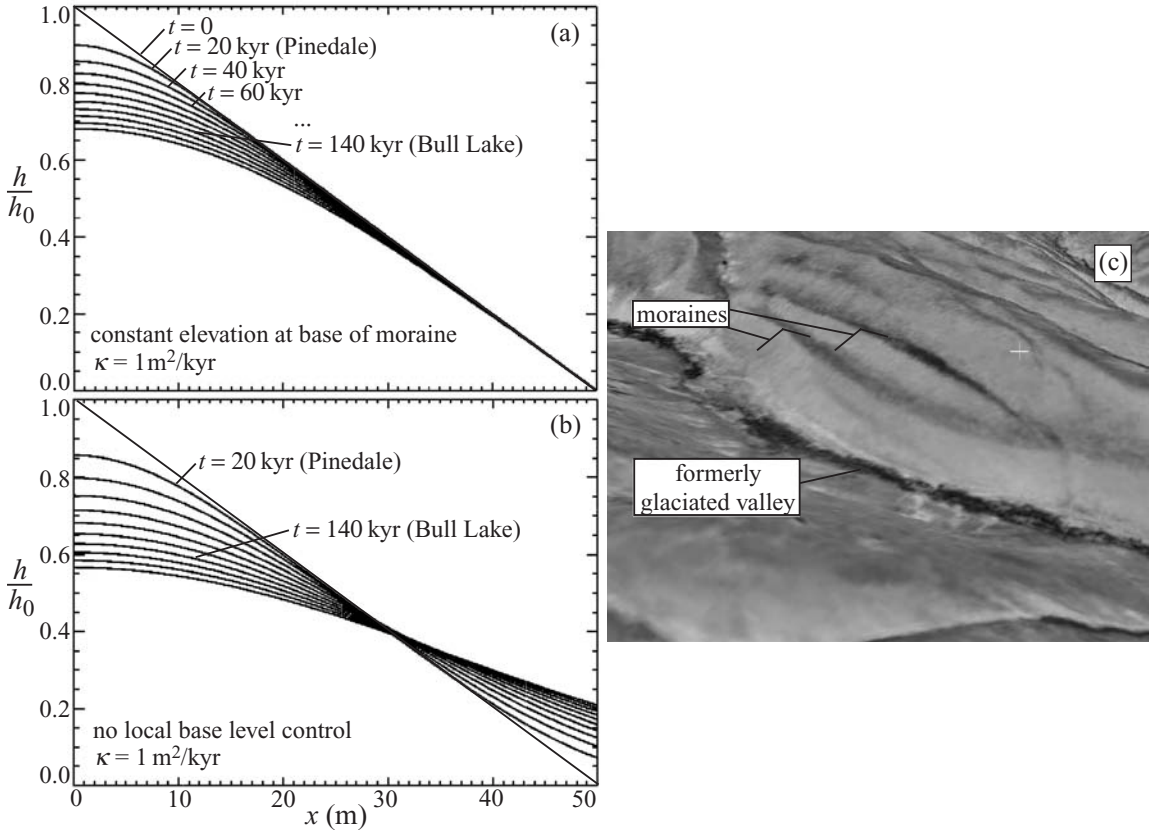 (a)
1.0
0.8
0.6
0.4
0.2
0.0
h/h0
t = 0
t = 20 kyr (Pinedale)
t = 40 kyr
t = 60 kyr
...
t = 140 kyr (Bull Lake)
constant elevation at base of moraine
κ = 1 m²/kyr
(b)
1.0
0.8
0.6
0.4
0.2
0.0
h/h0
t = 20 kyr (Pinedale)
t = 140 kyr (Bull Lake)
no local base level control
κ = 1 m²/kyr
0 10 20 30 40 50
x (m)
(c)
moraines
formerly
glaciated valley